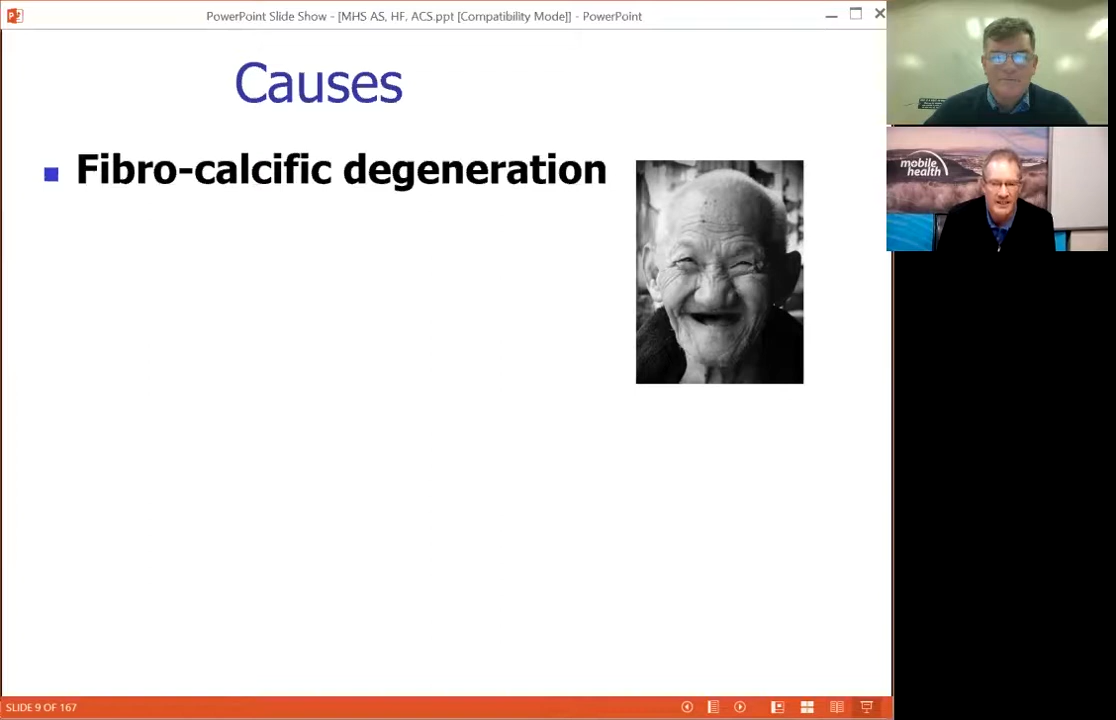 PowerPoint Slide Show - [MHS AS, HF, ACS.ppt [Compatibility Mode]] - PowerPoint
Causes
Fibro-calcific degeneration
mobile
health
SLIDE 9 OF 167